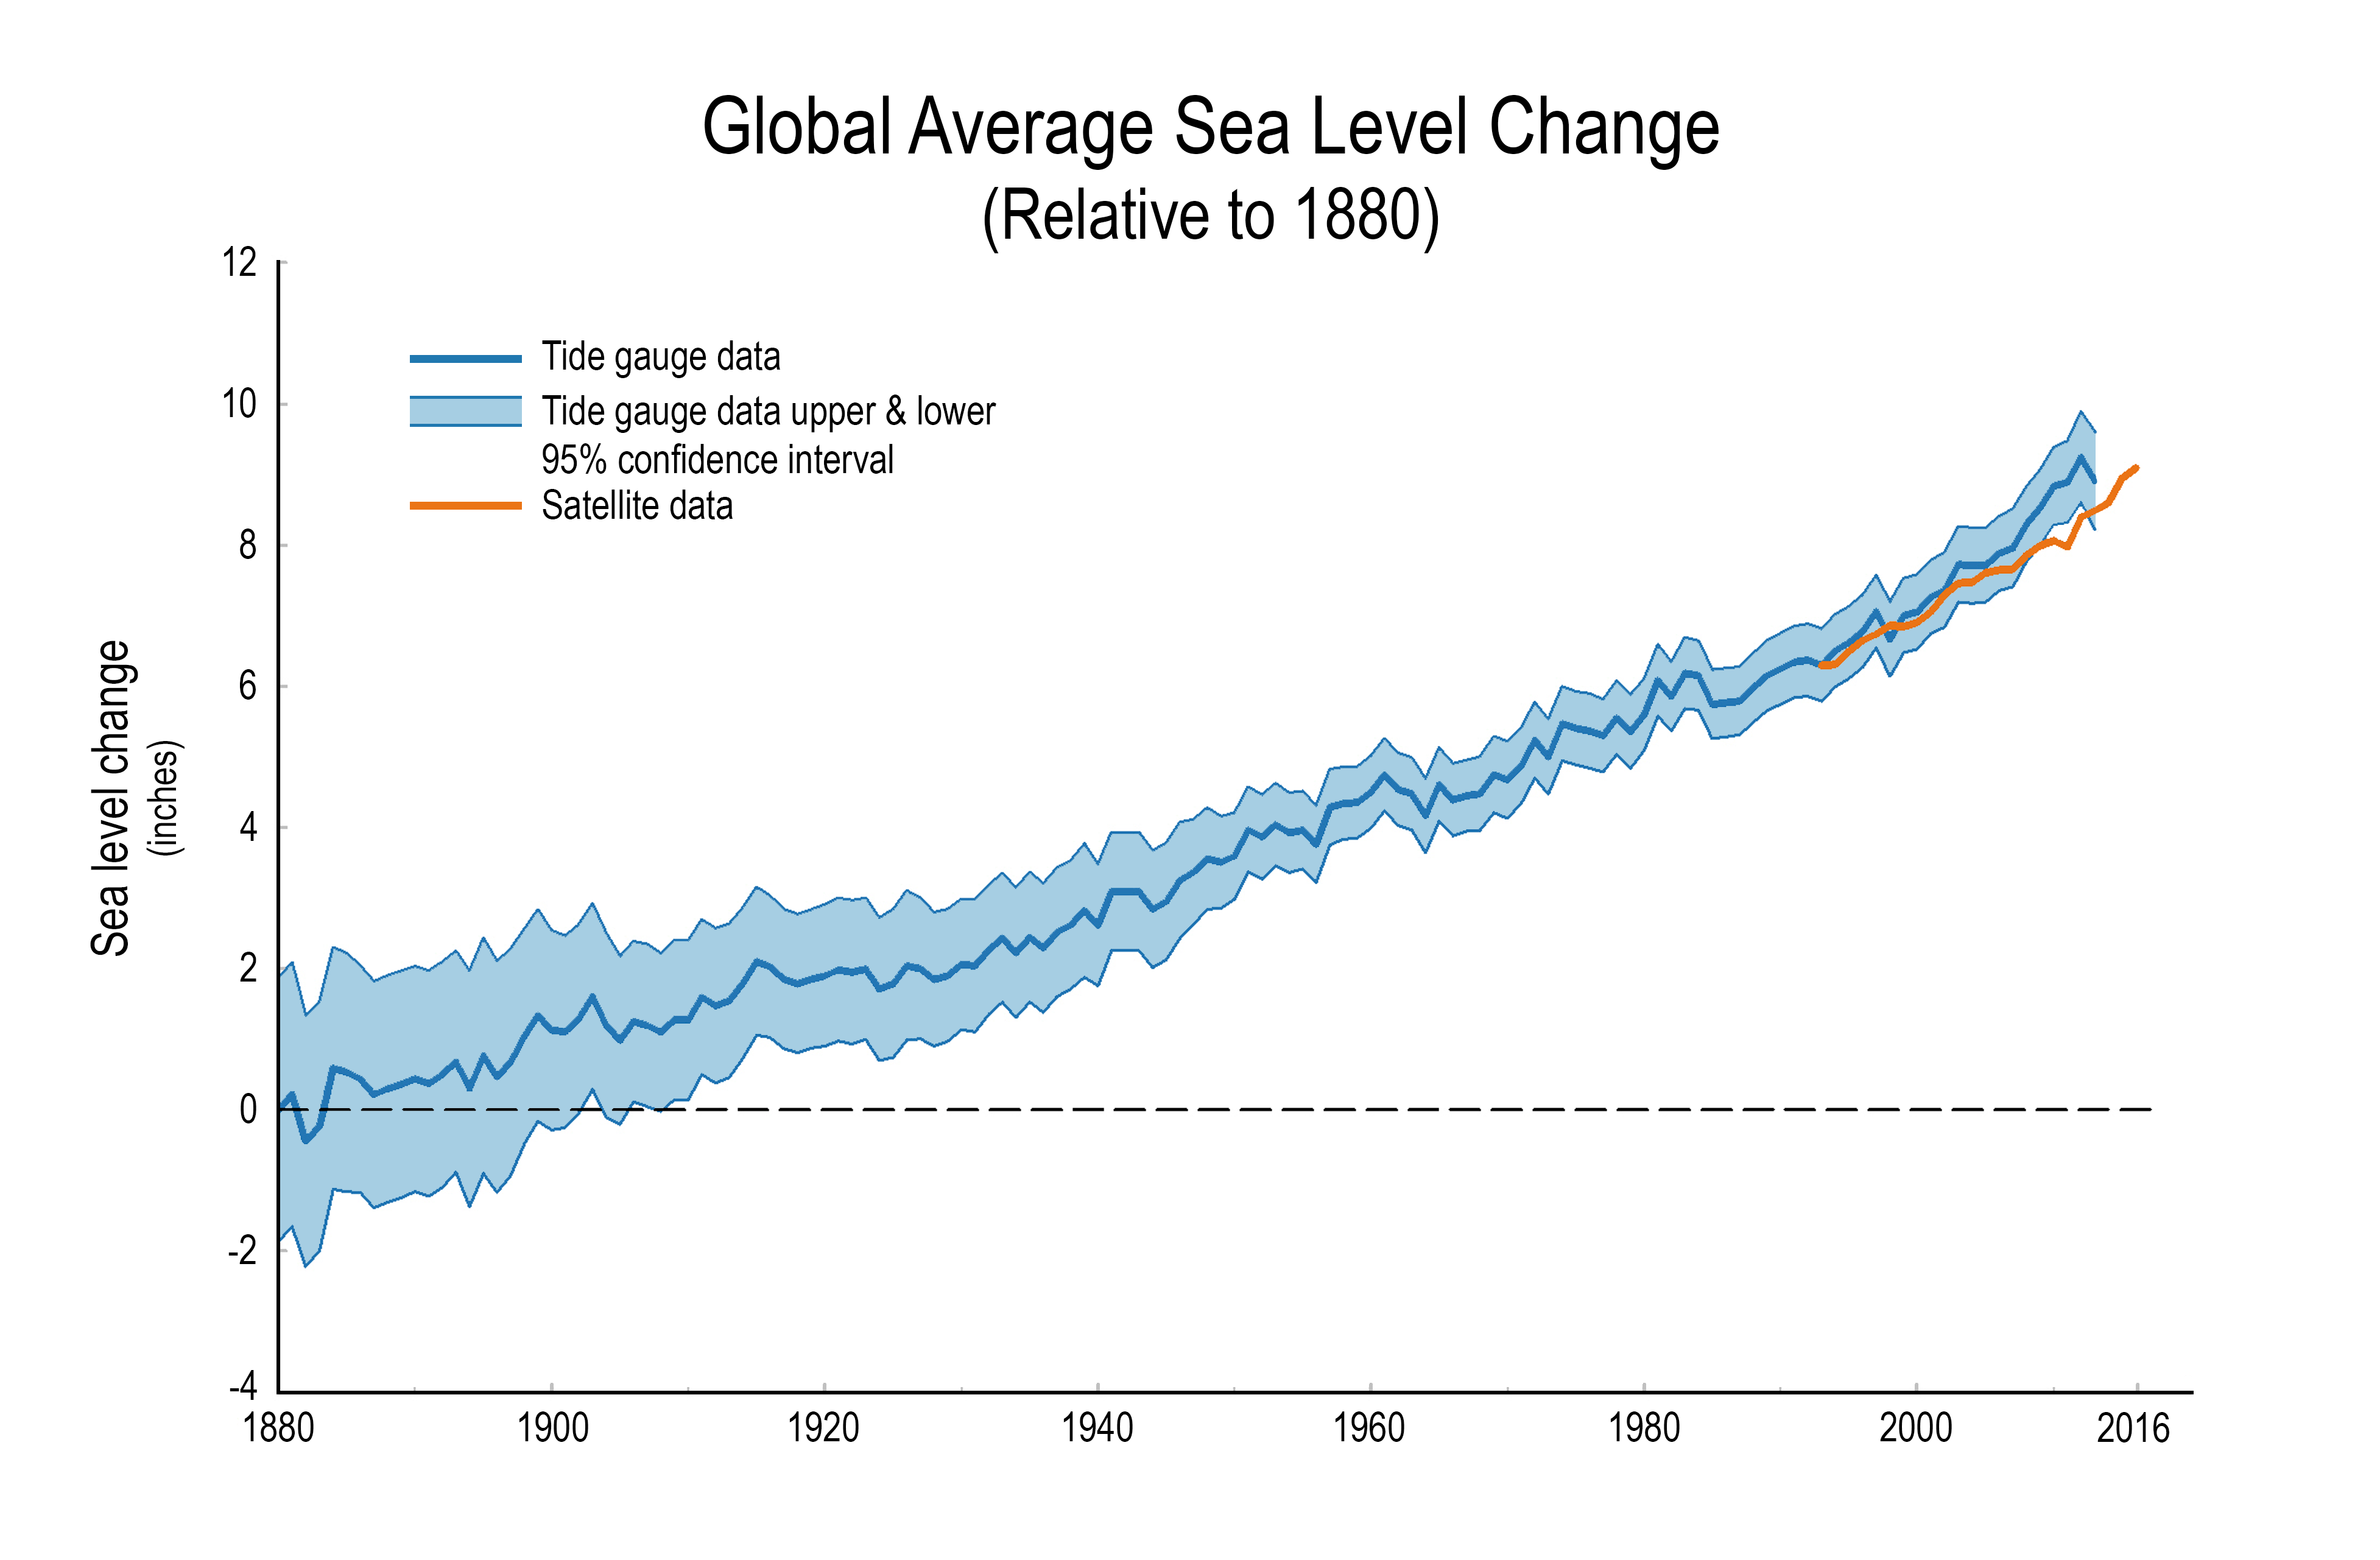 Global Average Sea Level Change
(Relative to 1880)
12
10
8
6
4
2
0
-2
-4
Tide gauge data
Tide gauge data upper & lower
95% confidence interval
Satellite data
Sea level change
(inches)
1880 1900 1920 1940 1960 1980 2000 2016